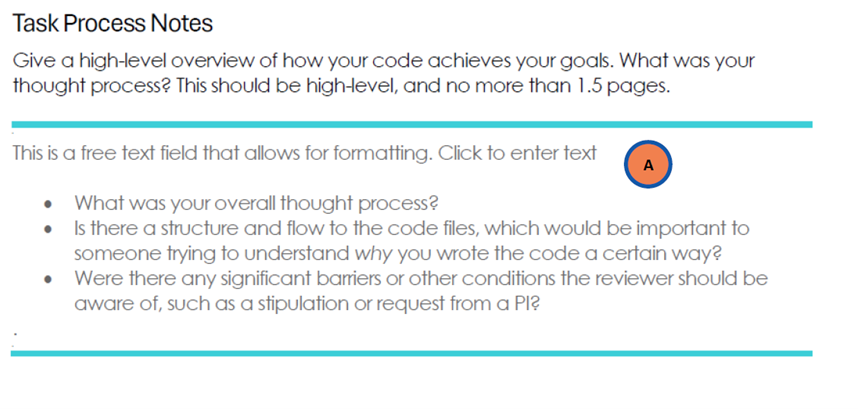 Task Process Notes
Give a high-level overview of how your code achieves your goals. What was your
thought process? This should be high-level, and no more than 1.5 pages.
This is a free text field that allows for formatting. Click to enter text
A
• What was your overall thought process?
• Is there a structure and flow to the code files, which would be important to
someone trying to understand why you wrote the code a certain way?
• Were there any significant barriers or other conditions the reviewer should be
aware of, such as a stipulation or request from a PI?
.